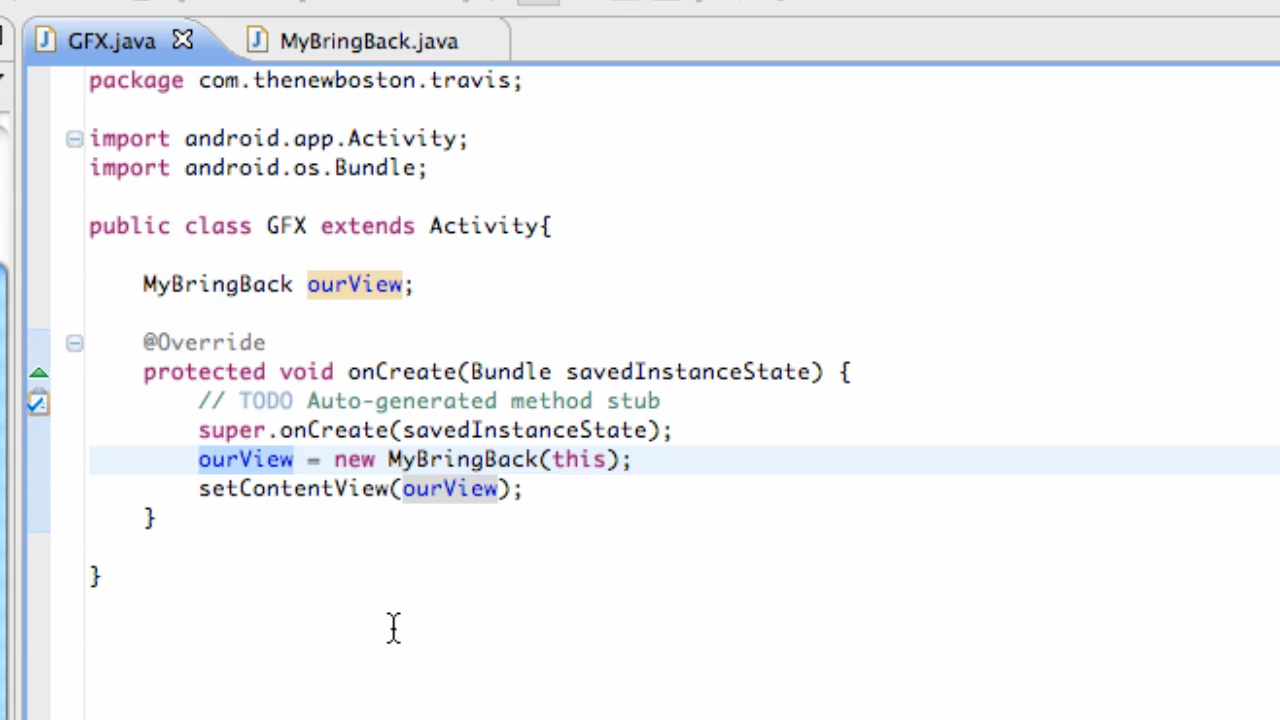 GFX.java MyBringBack.java
package com.thenewboston.travis;
import android.app.Activity;
import android.os.Bundle;
public class GFX extends Activity{
MyBringBack ourView;
@Override
protected void onCreate(Bundle savedInstanceState) {
// TODO Auto-generated method stub
super.onCreate(savedInstanceState);
ourView = new MyBringBack(this);
setContentView(ourView);
}
}